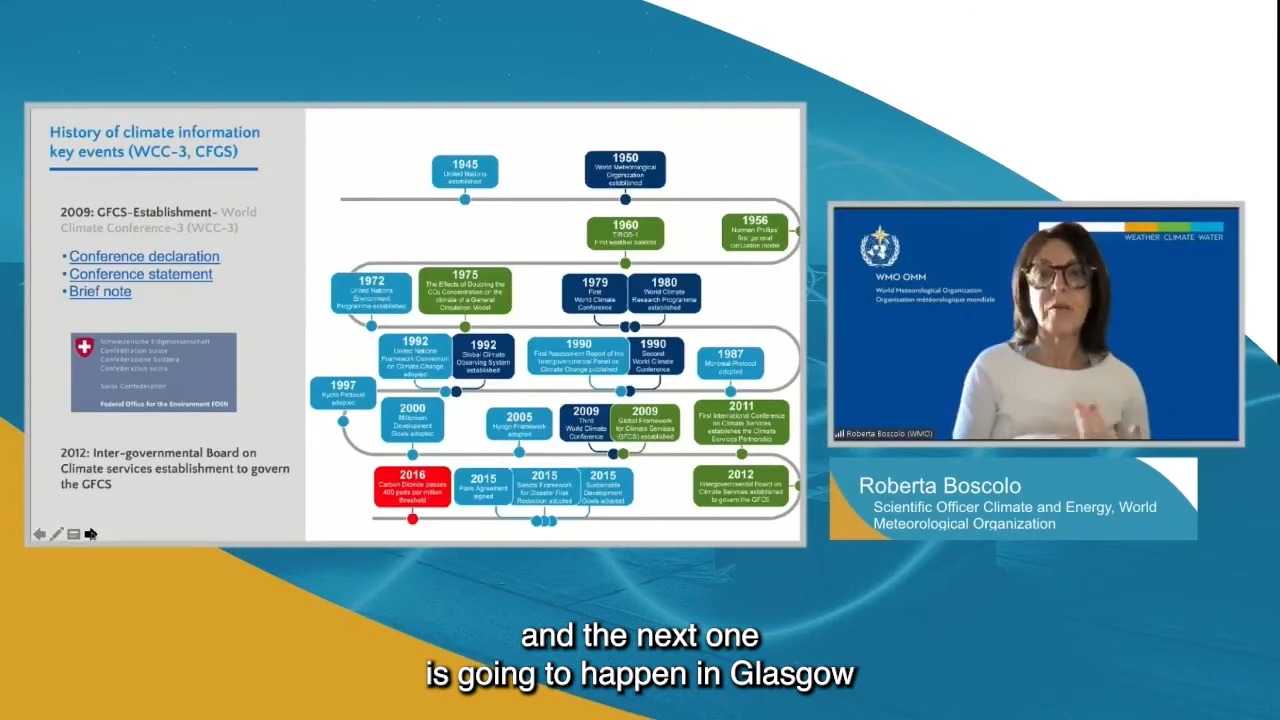 History of climate information
key events (WCC-3, CFGS)
2009: GFCS-Establishment- World
Climate Conference-3 (WCC-3)
•Conference declaration
•Conference statement
•Brief note
Schweizerische Eidgenossenschaft
Confédération suisse
Confederazione Svizzera
Confederaziun svizra
Swiss Confederation
Federal Office for the Environment FOEN
2012: Inter-governmental Board on
Climate services establishment to govern
the GFCS
1945
United Nations
established
1950
World Meteorological
Organization
established
1960
TIROS-1
First weather satellite
1956
Norman Phillips'
first general
circulation model
1972
United Nations
Environment
Programme established
1975
The Effects of Doubling the
CO₂ Concentration on the
climate of a General
Circulation Model
1979
First
World Climate
Conference
1980
World Climate
Research Programme
established
1992
United Nations
Framework Convention
on Climate Change
adopted
1992
Global Climate
Observing System
established
1990
First Assessment Report of the
Intergovernmental Panel on
Climate Change published
1990
Second
World Climate
Conference
1987
Montreal Protocol
adopted
1997
Kyoto Protocol
adopted
2000
Millenium
Development
Goals adopted
2005
Hyogo Framework
adopted
2009
Third
World Climate
Conference
2009
Global Framework
for Climate Services
(GFCS) established
2011
First International Conference
on Climate Services
establishes the Climate
Services Partnership
2016
Carbon Dioxide passes
400 parts per million
threshold
2015
Paris Agreement
signed
2015
Sendai Framework
for Disaster Risk
Reduction adopted
2015
Sustainable
Development
Goals adopted
2012
Intergovernmental Board on
Climate Services established
to govern the GFCS
WEATHER CLIMATE WATER
WMO OMM
World Meteorological Organization
Organisation météorologique mondiale
Roberta Boscolo (WMO)
Roberta Boscolo
Scientific Officer Climate and Energy, World
Meteorological Organization
and the next one
is going to happen in Glasgow